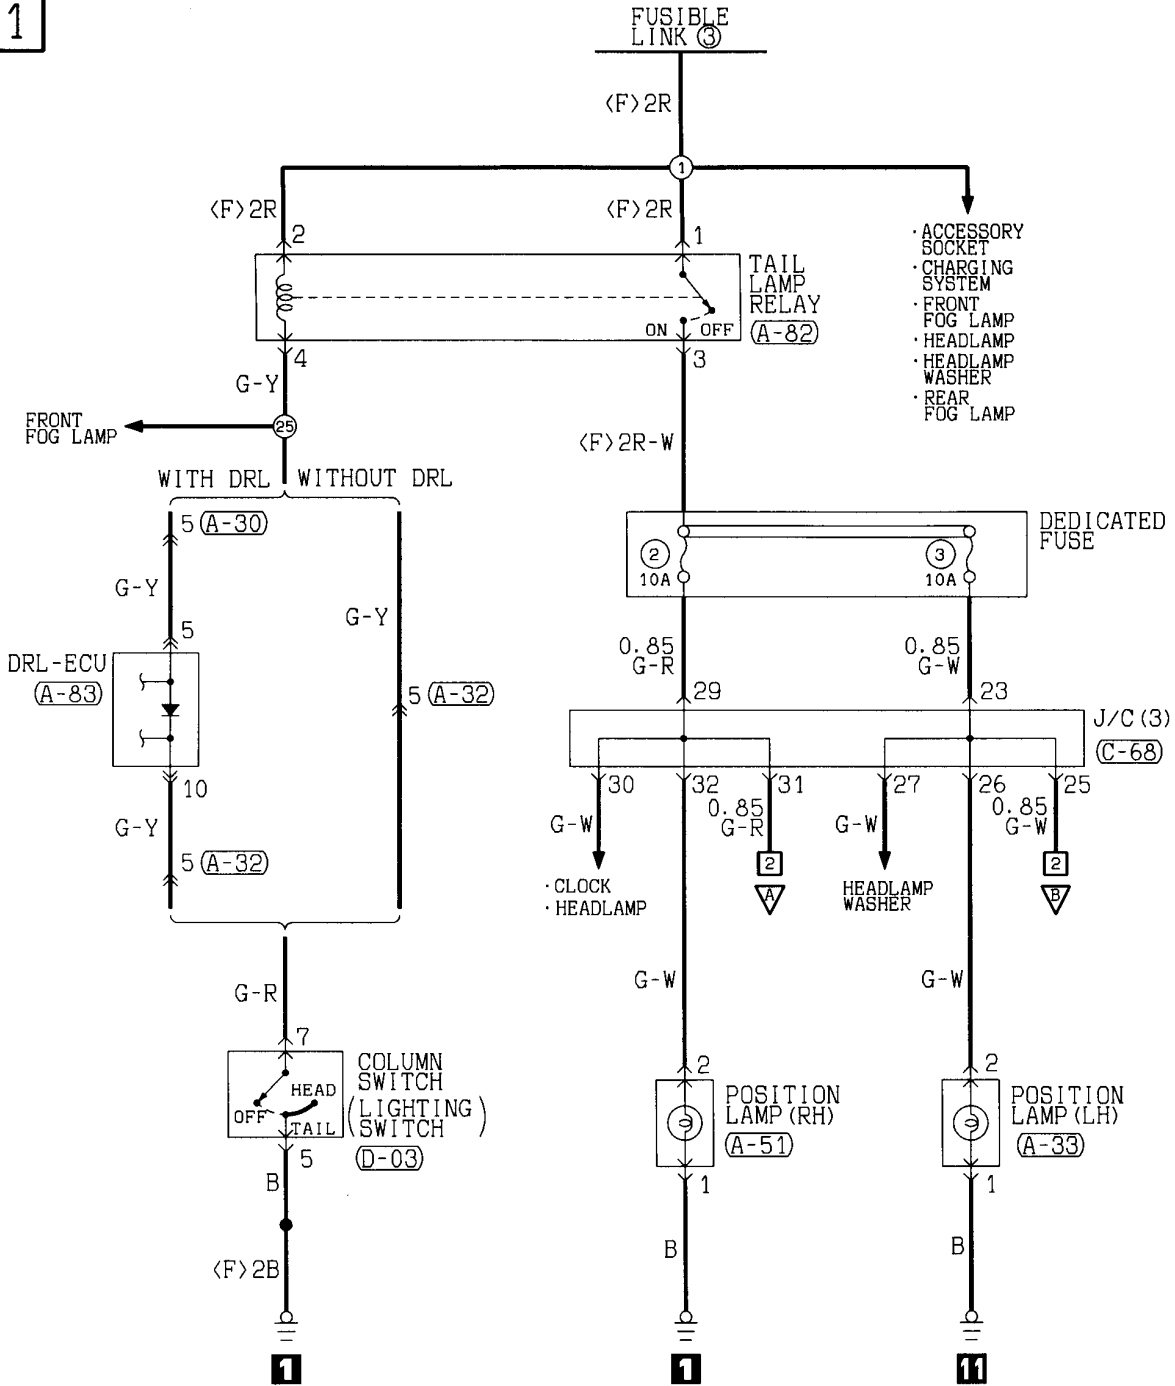 1
FUSIBLE
LINK ③
<F>2R
1
<F>2R
<F>2R
2
1
TAIL
LAMP
RELAY
(A-82)
ON
OFF
4
3
· ACCESSORY
SOCKET
· CHARGING
SYSTEM
· FRONT
FOG LAMP
· HEADLAMP
· HEADLAMP
WASHER
· REAR
FOG LAMP
G-Y
FRONT
FOG LAMP
25
<F>2R-W
WITH DRL
WITHOUT DRL
5 (A-30)
G-Y
5
DRL-ECU
(A-83)
10
G-Y
5 (A-32)
G-Y
5 (A-32)
DEDICATED
FUSE
2
10A
3
10A
0.85
G-R
0.85
G-W
29
23
J/C(3)
(C-68)
30
32
31
27
26
25
G-W
0.85
G-R
G-W
0.85
G-W
2
2
· CLOCK
· HEADLAMP
A
HEADLAMP
WASHER
B
G-R
G-W
G-W
7
COLUMN
SWITCH
(LIGHTING
SWITCH)
(D-03)
HEAD
OFF
TAIL
5
B
<F>2B
1
2
POSITION
LAMP(RH)
(A-51)
1
B
1
2
POSITION
LAMP(LH)
(A-33)
1
B
11